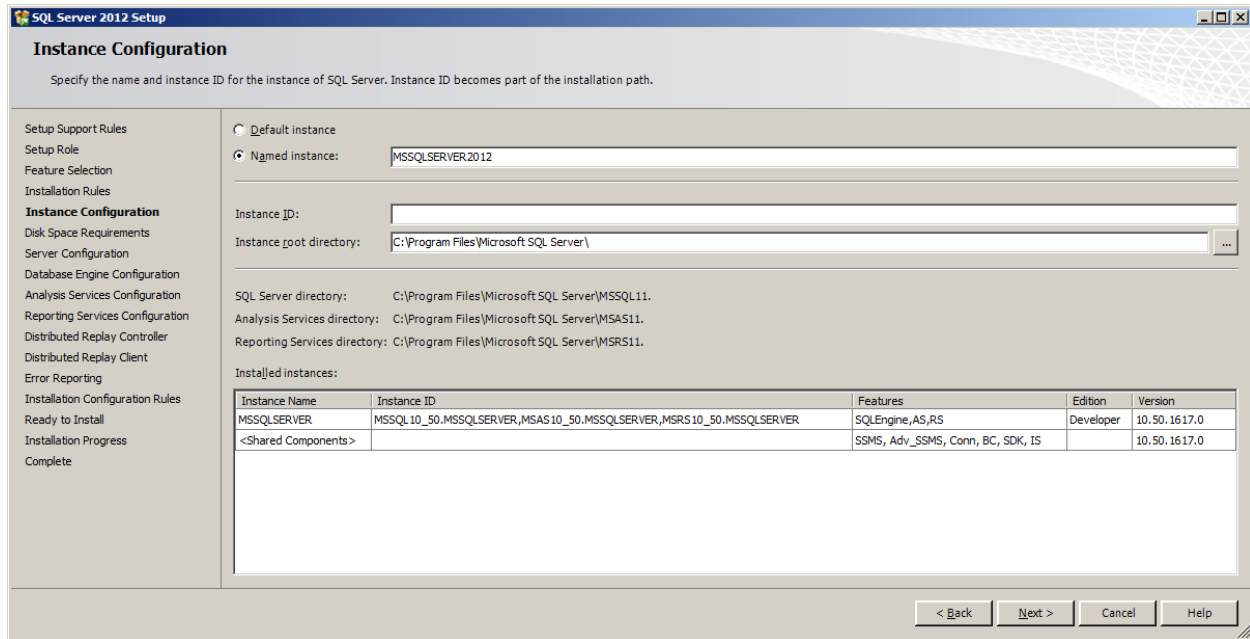 SQL Server 2012 Setup
Instance Configuration
Specify the name and instance ID for the instance of SQL Server. Instance ID becomes part of the installation path.
Setup Support Rules
Setup Role
Feature Selection
Installation Rules
Instance Configuration
Disk Space Requirements
Server Configuration
Database Engine Configuration
Analysis Services Configuration
Reporting Services Configuration
Distributed Replay Controller
Distributed Replay Client
Error Reporting
Installation Configuration Rules
Ready to Install
Installation Progress
Complete
Default instance
Named instance: MSSQLSERVER2012
Instance ID:
Instance root directory: C:\Program Files\Microsoft SQL Server\ ...
SQL Server directory: C:\Program Files\Microsoft SQL Server\MSSQL11.
Analysis Services directory: C:\Program Files\Microsoft SQL Server\MSAS11.
Reporting Services directory: C:\Program Files\Microsoft SQL Server\MSRS11.
Installed instances:
Instance Name Instance ID Features Edition Version
MSSQLSERVER MSSQL10_50.MSSQLSERVER,MSAS10_50.MSSQLSERVER,MSRS10_50.MSSQLSERVER SQLEngine,AS,RS Developer 10.50.1617.0
<Shared Components> SSMS, Adv_SSMS, Conn, BC, SDK, IS 10.50.1617.0
< Back Next > Cancel Help